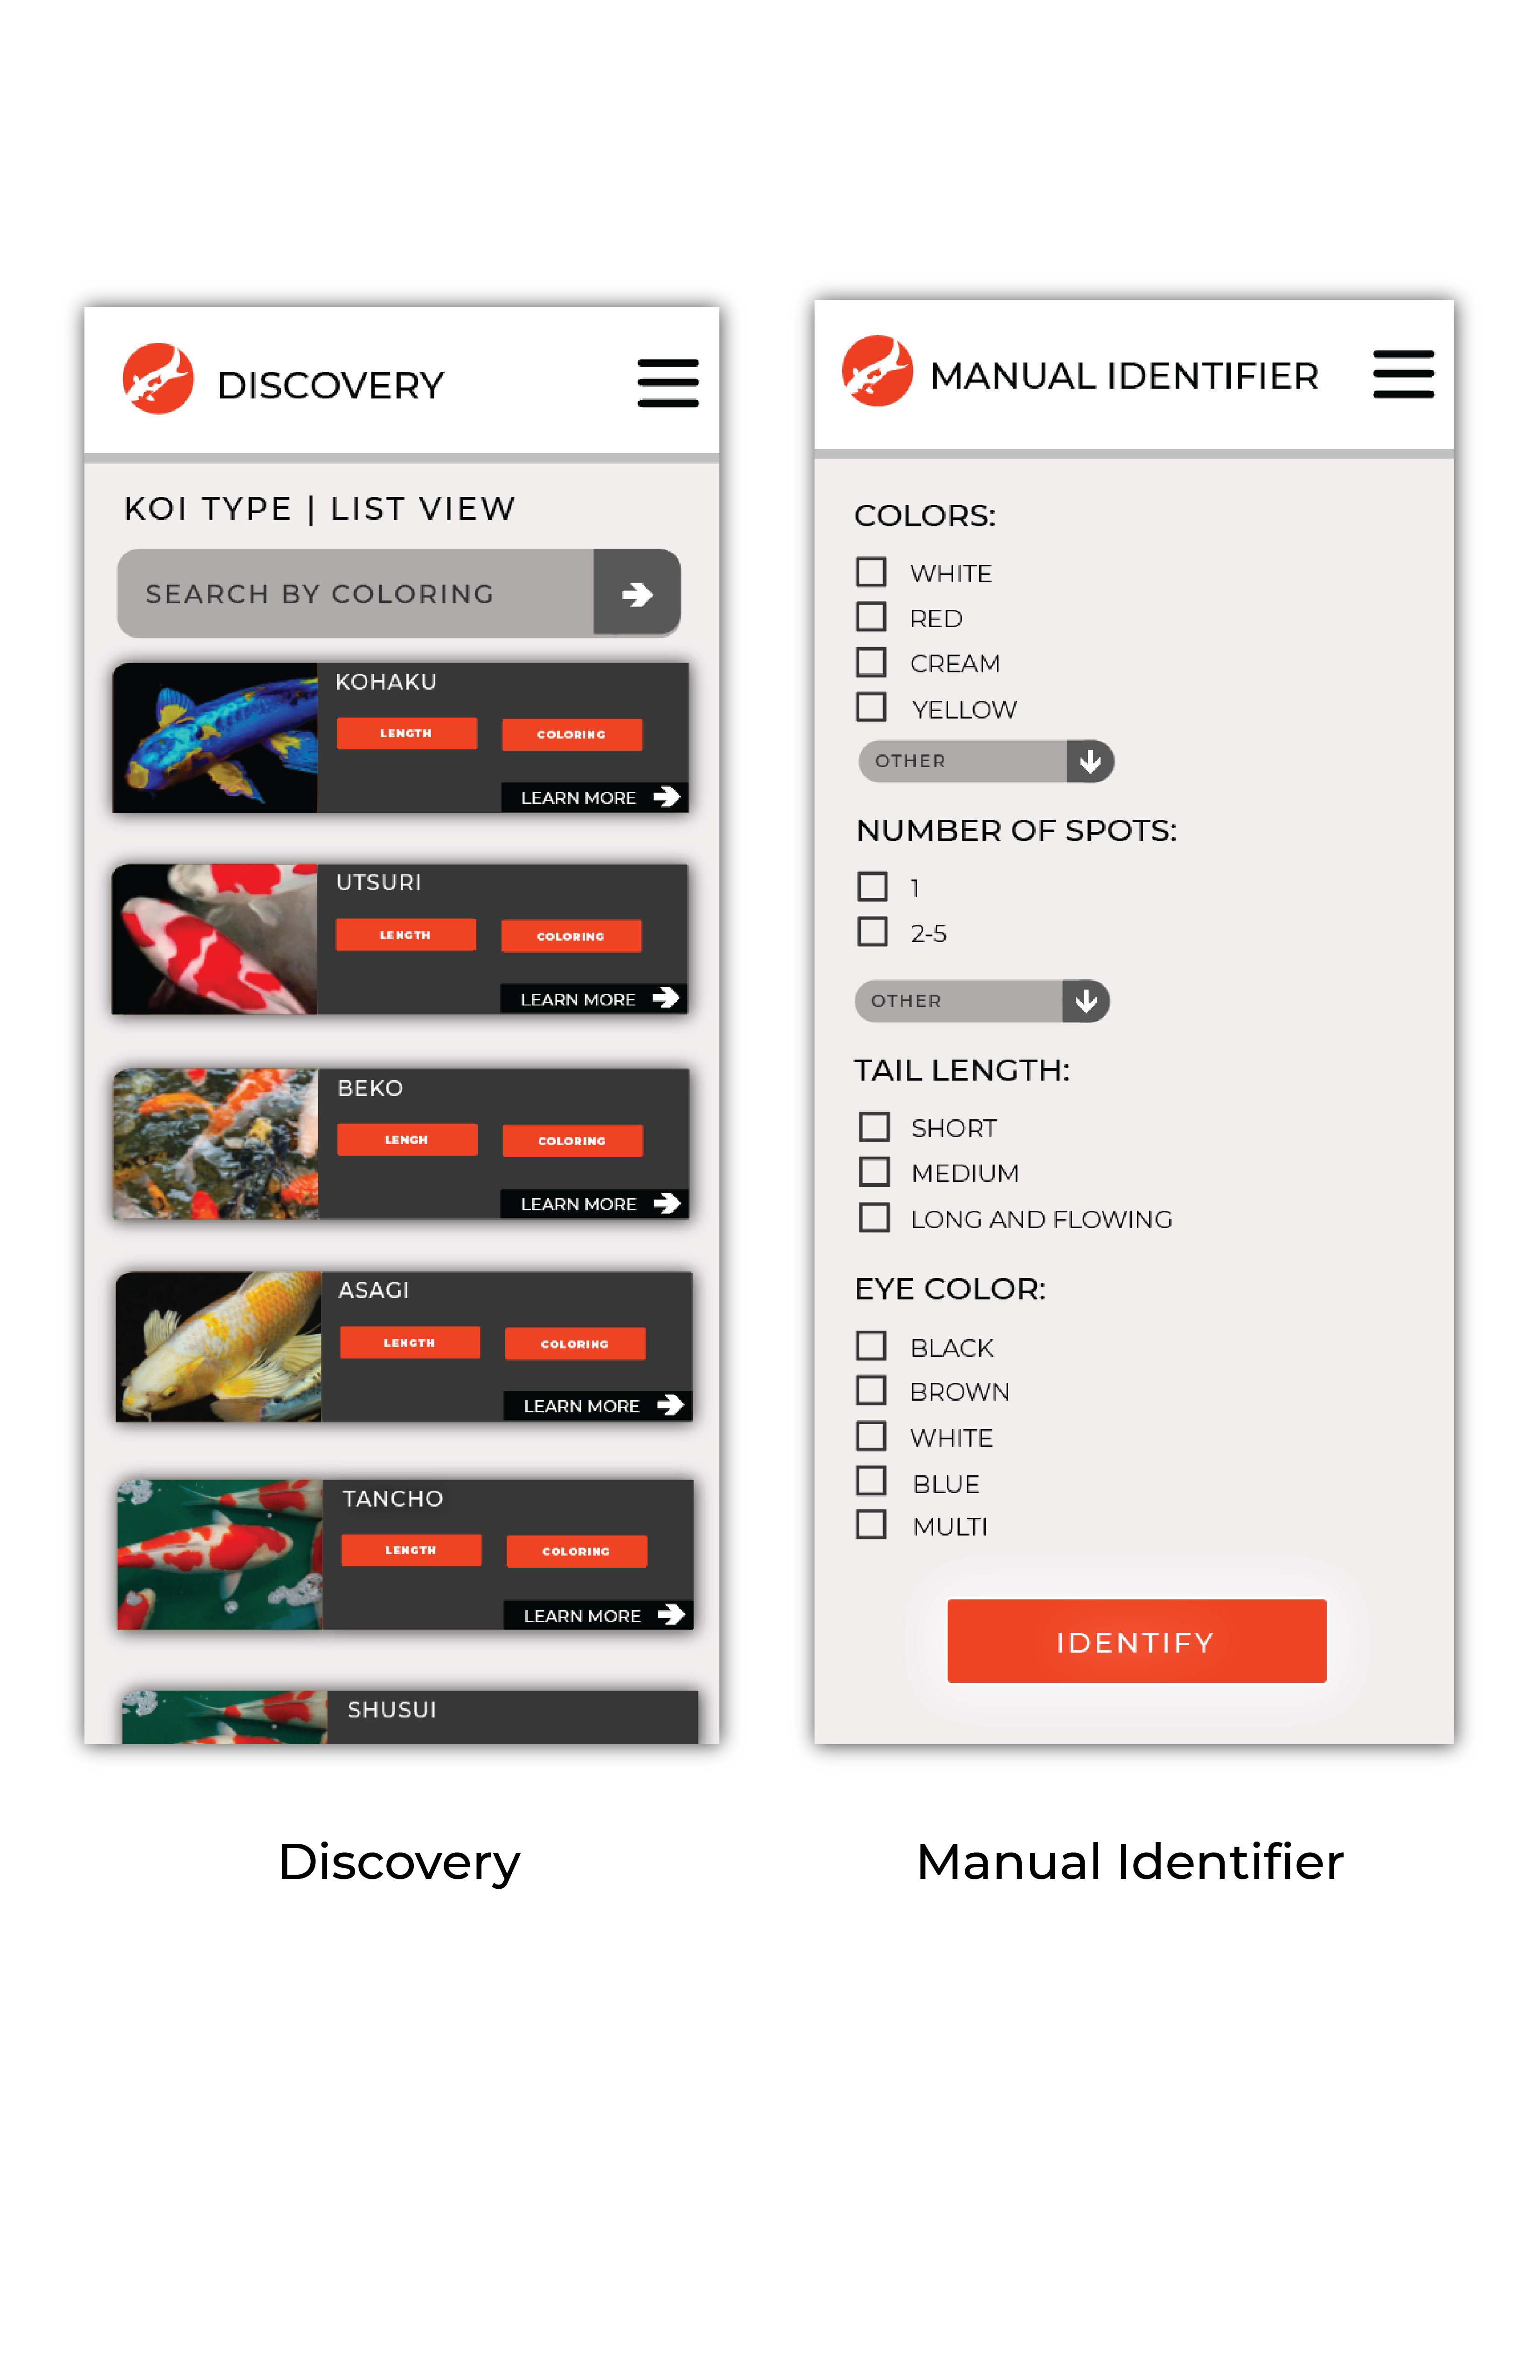 DISCOVERY
KOI TYPE | LIST VIEW
SEARCH BY COLORING
KOHAKU
LENGTH COLORING
LEARN MORE
UTSURI
LENGTH COLORING
LEARN MORE
BEKO
LENGH COLORING
LEARN MORE
ASAGI
LENGTH COLORING
LEARN MORE
TANCHO
LENGTH COLORING
LEARN MORE
SHUSUI
Discovery
MANUAL IDENTIFIER
COLORS:
WHITE
RED
CREAM
YELLOW
OTHER
NUMBER OF SPOTS:
1
2-5
OTHER
TAIL LENGTH:
SHORT
MEDIUM
LONG AND FLOWING
EYE COLOR:
BLACK
BROWN
WHITE
BLUE
MULTI
IDENTIFY
Manual Identifier